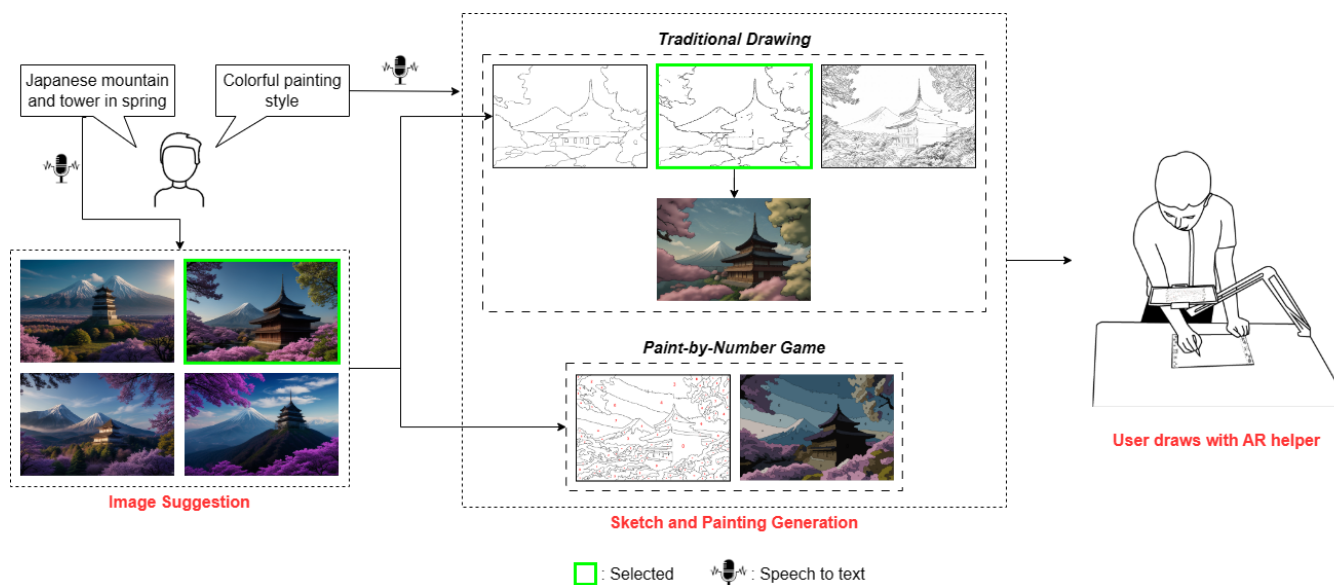 Japanese mountain
and tower in spring
Colorful painting
style
Traditional Drawing
Paint-by-Number Game
Image Suggestion
Sketch and Painting Generation
User draws with AR helper
: Selected
: Speech to text